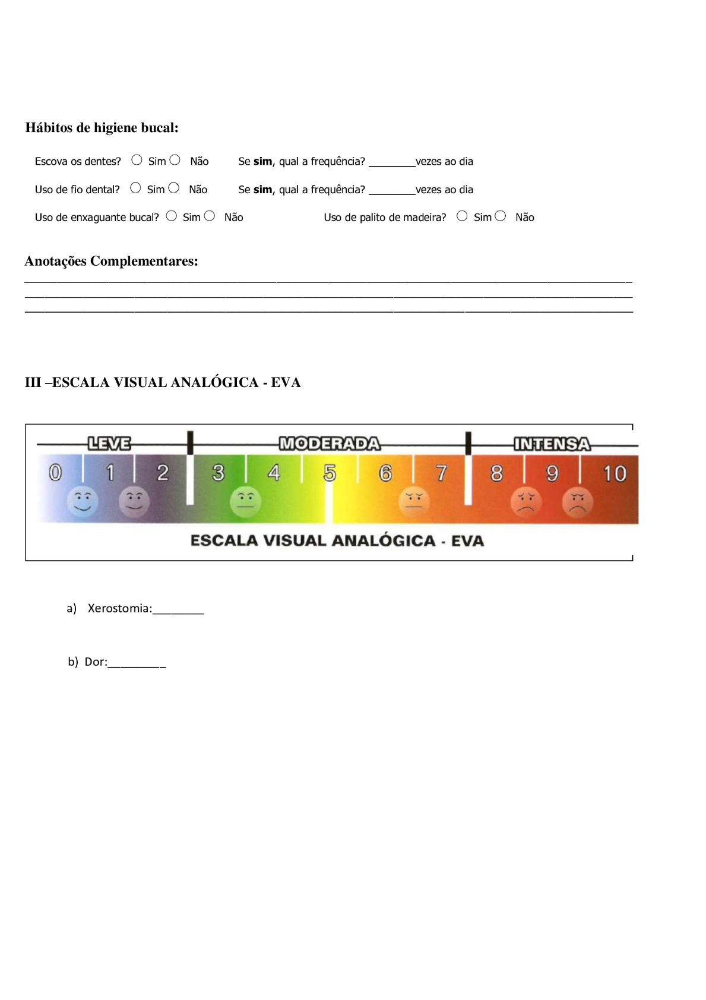 Hábitos de higiene bucal:
Escova os dentes? ○ Sim ○ Não Se sim, qual a frequência? ________vezes ao dia
Uso de fio dental? ○ Sim ○ Não Se sim, qual a frequência? ________vezes ao dia
Uso de enxaguante bucal? ○ Sim ○ Não Uso de palito de madeira? ○ Sim ○ Não
Anotações Complementares:
III –ESCALA VISUAL ANALÓGICA - EVA
LEVE MODERADA INTENSA
0 1 2 3 4 5 6 7 8 9 10
ESCALA VISUAL ANALÓGICA - EVA
a) Xerostomia:________
b) Dor:_________